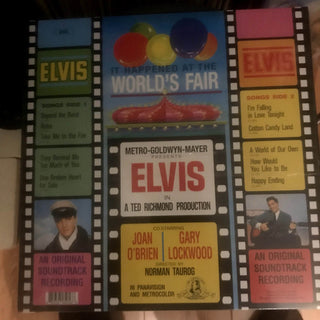 ELVIS
SONGS SIDE 1
Beyond the Bend
Relax
Take Me to the Fair
They Remind Me
Too Much of You
One Broken Heart
for Sale
AN ORIGINAL
SOUNDTRACK
RECORDING
IT HAPPENED AT THE
WORLD'S FAIR
METRO-GOLDWYN-MAYER
PRESENTS
ELVIS
IN
A TED RICHMOND PRODUCTION
CO-STARRING
JOAN O'BRIEN
GARY LOCKWOOD
DIRECTED BY
NORMAN TAUROG
IN PANAVISION
AND METROCOLOR
ELVIS
SONGS SIDE 2
I'm Falling
in Love Tonight
Cotton Candy Land
A World of Our Own
How Would
You Like to Be
Happy Ending
AN ORIGINAL
SOUNDTRACK
RECORDING